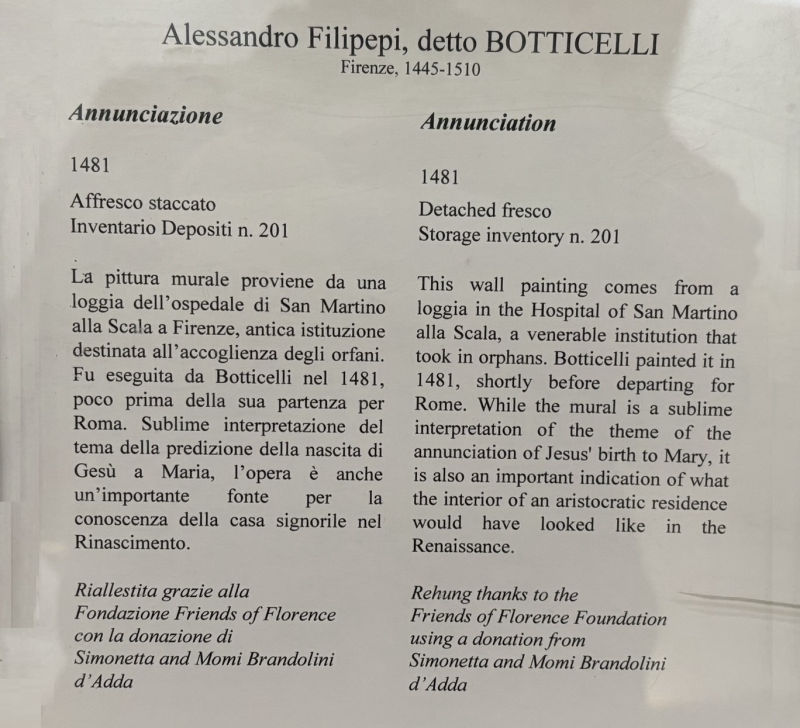 Alessandro Filipepi, detto BOTTICELLI
Firenze, 1445-1510
Annunciazione
1481
Affresco staccato
Inventario Depositi n. 201
La pittura murale proviene da una
loggia dell'ospedale di San Martino
alla Scala a Firenze, antica istituzione
destinata all'accoglienza degli orfani.
Fu eseguita da Botticelli nel 1481,
poco prima della sua partenza per
Roma. Sublime interpretazione del
tema della predizione della nascita di
Gesù a Maria, l'opera è anche
un'importante fonte per la
conoscenza della casa signorile nel
Rinascimento.
Riallestita grazie alla
Fondazione Friends of Florence
con la donazione di
Simonetta and Momi Brandolini
d'Adda
Annunciation
1481
Detached fresco
Storage inventory n. 201
This wall painting comes from a
loggia in the Hospital of San Martino
alla Scala, a venerable institution that
took in orphans. Botticelli painted it in
1481, shortly before departing for
Rome. While the mural is a sublime
interpretation of the theme of the
annunciation of Jesus' birth to Mary, it
is also an important indication of what
the interior of an aristocratic residence
would have looked like in the
Renaissance.
Rehung thanks to the
Friends of Florence Foundation
using a donation from
Simonetta and Momi Brandolini
d'Adda